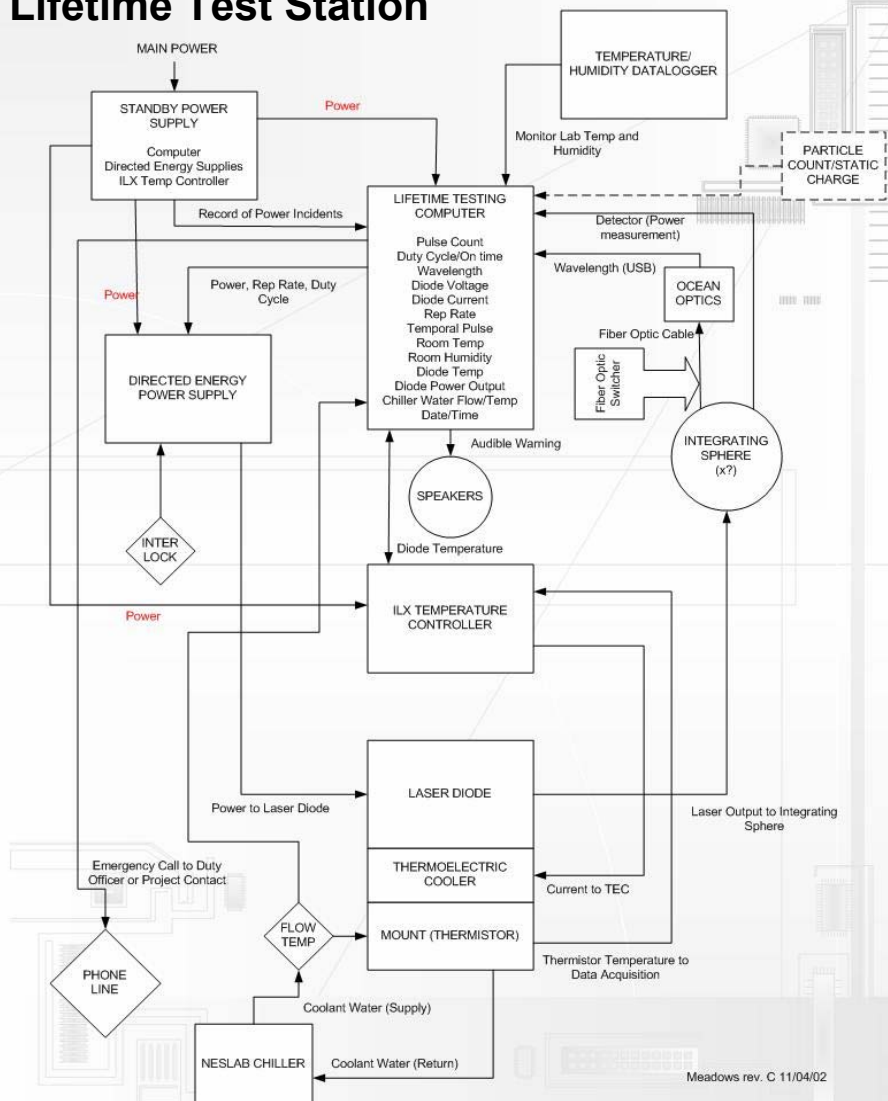 Lifetime Test Station
MAIN POWER
STANDBY POWER
SUPPLY
Computer
Directed Energy Supplies
ILX Temp Controller
Power
TEMPERATURE/
HUMIDITY DATALOGGER
Monitor Lab Temp and
Humidity
PARTICLE
COUNT/STATIC
CHARGE
Record of Power Incidents
LIFETIME TESTING
COMPUTER
Pulse Count
Duty Cycle/On time
Wavelength
Diode Voltage
Diode Current
Rep Rate
Temporal Pulse
Room Temp
Room Humidity
Diode Temp
Diode Power Output
Chiller Water Flow/Temp
Date/Time
Detector (Power
measurement)
Wavelength (USB)
OCEAN
OPTICS
Power, Rep Rate, Duty
Cycle
Power
Fiber Optic Cable
Fiber Optic
Switcher
DIRECTED ENERGY
POWER SUPPLY
INTEGRATING
SPHERE
(x?)
Audible Warning
SPEAKERS
INTER
LOCK
Diode Temperature
ILX TEMPERATURE
CONTROLLER
Power
LASER DIODE
Power to Laser Diode
Laser Output to Integrating
Sphere
THERMOELECTRIC
COOLER
Current to TEC
Emergency Call to Duty
Officer or Project Contact
FLOW
TEMP
MOUNT (THERMISTOR)
Thermistor Temperature to
Data Acquisition
PHONE
LINE
Coolant Water (Supply)
NESLAB CHILLER
Coolant Water (Return)
Meadows rev. C 11/04/02